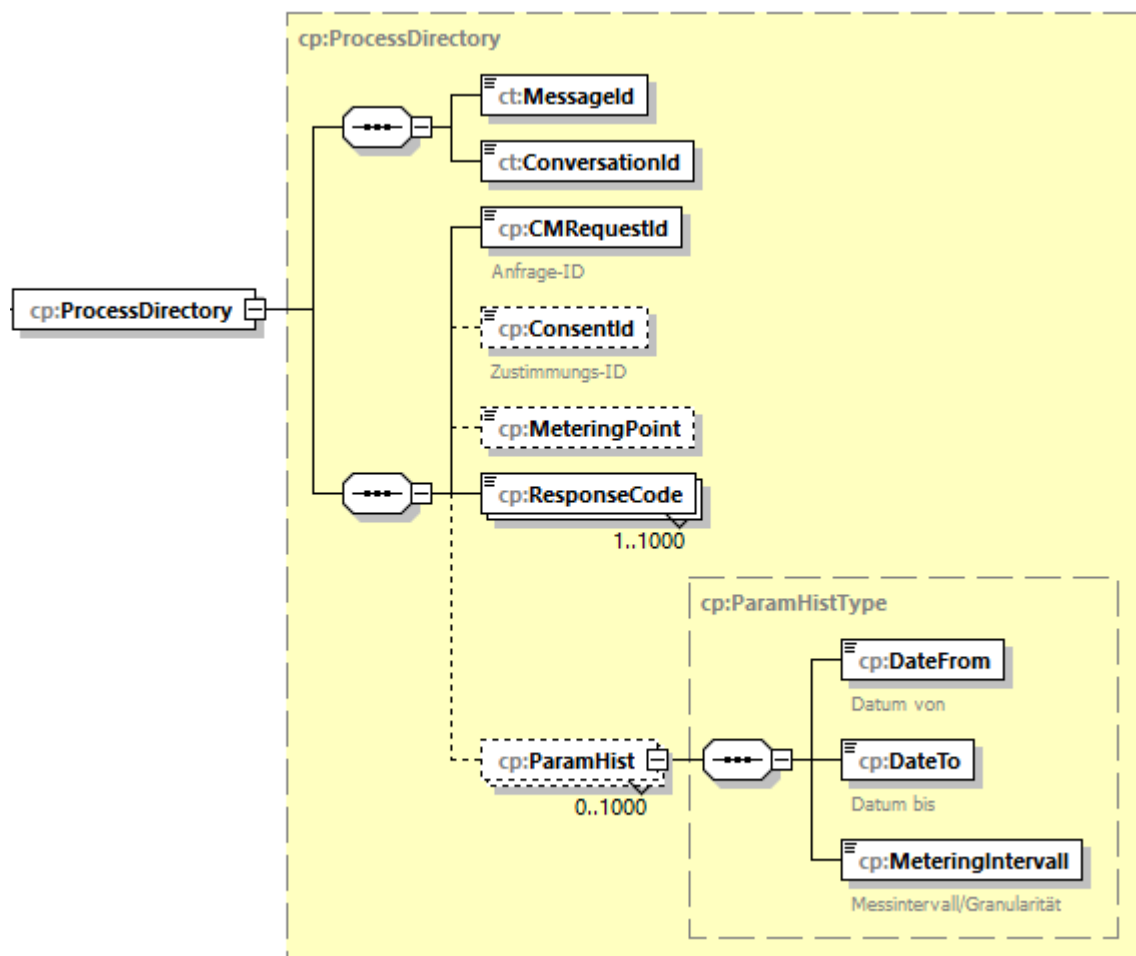 cp:ProcessDirectory
ct:MessageId
ct:ConversationId
cp:CMRequestId
Anfrage-ID
cp:ProcessDirectory
cp:ConsentId
Zustimmungs-ID
cp:MeteringPoint
cp:ResponseCode
1..1000
cp:ParamHistType
cp:DateFrom
Datum von
cp:ParamHist
0..1000
cp:DateTo
Datum bis
cp:MeteringIntervall
Messintervall/Granularität